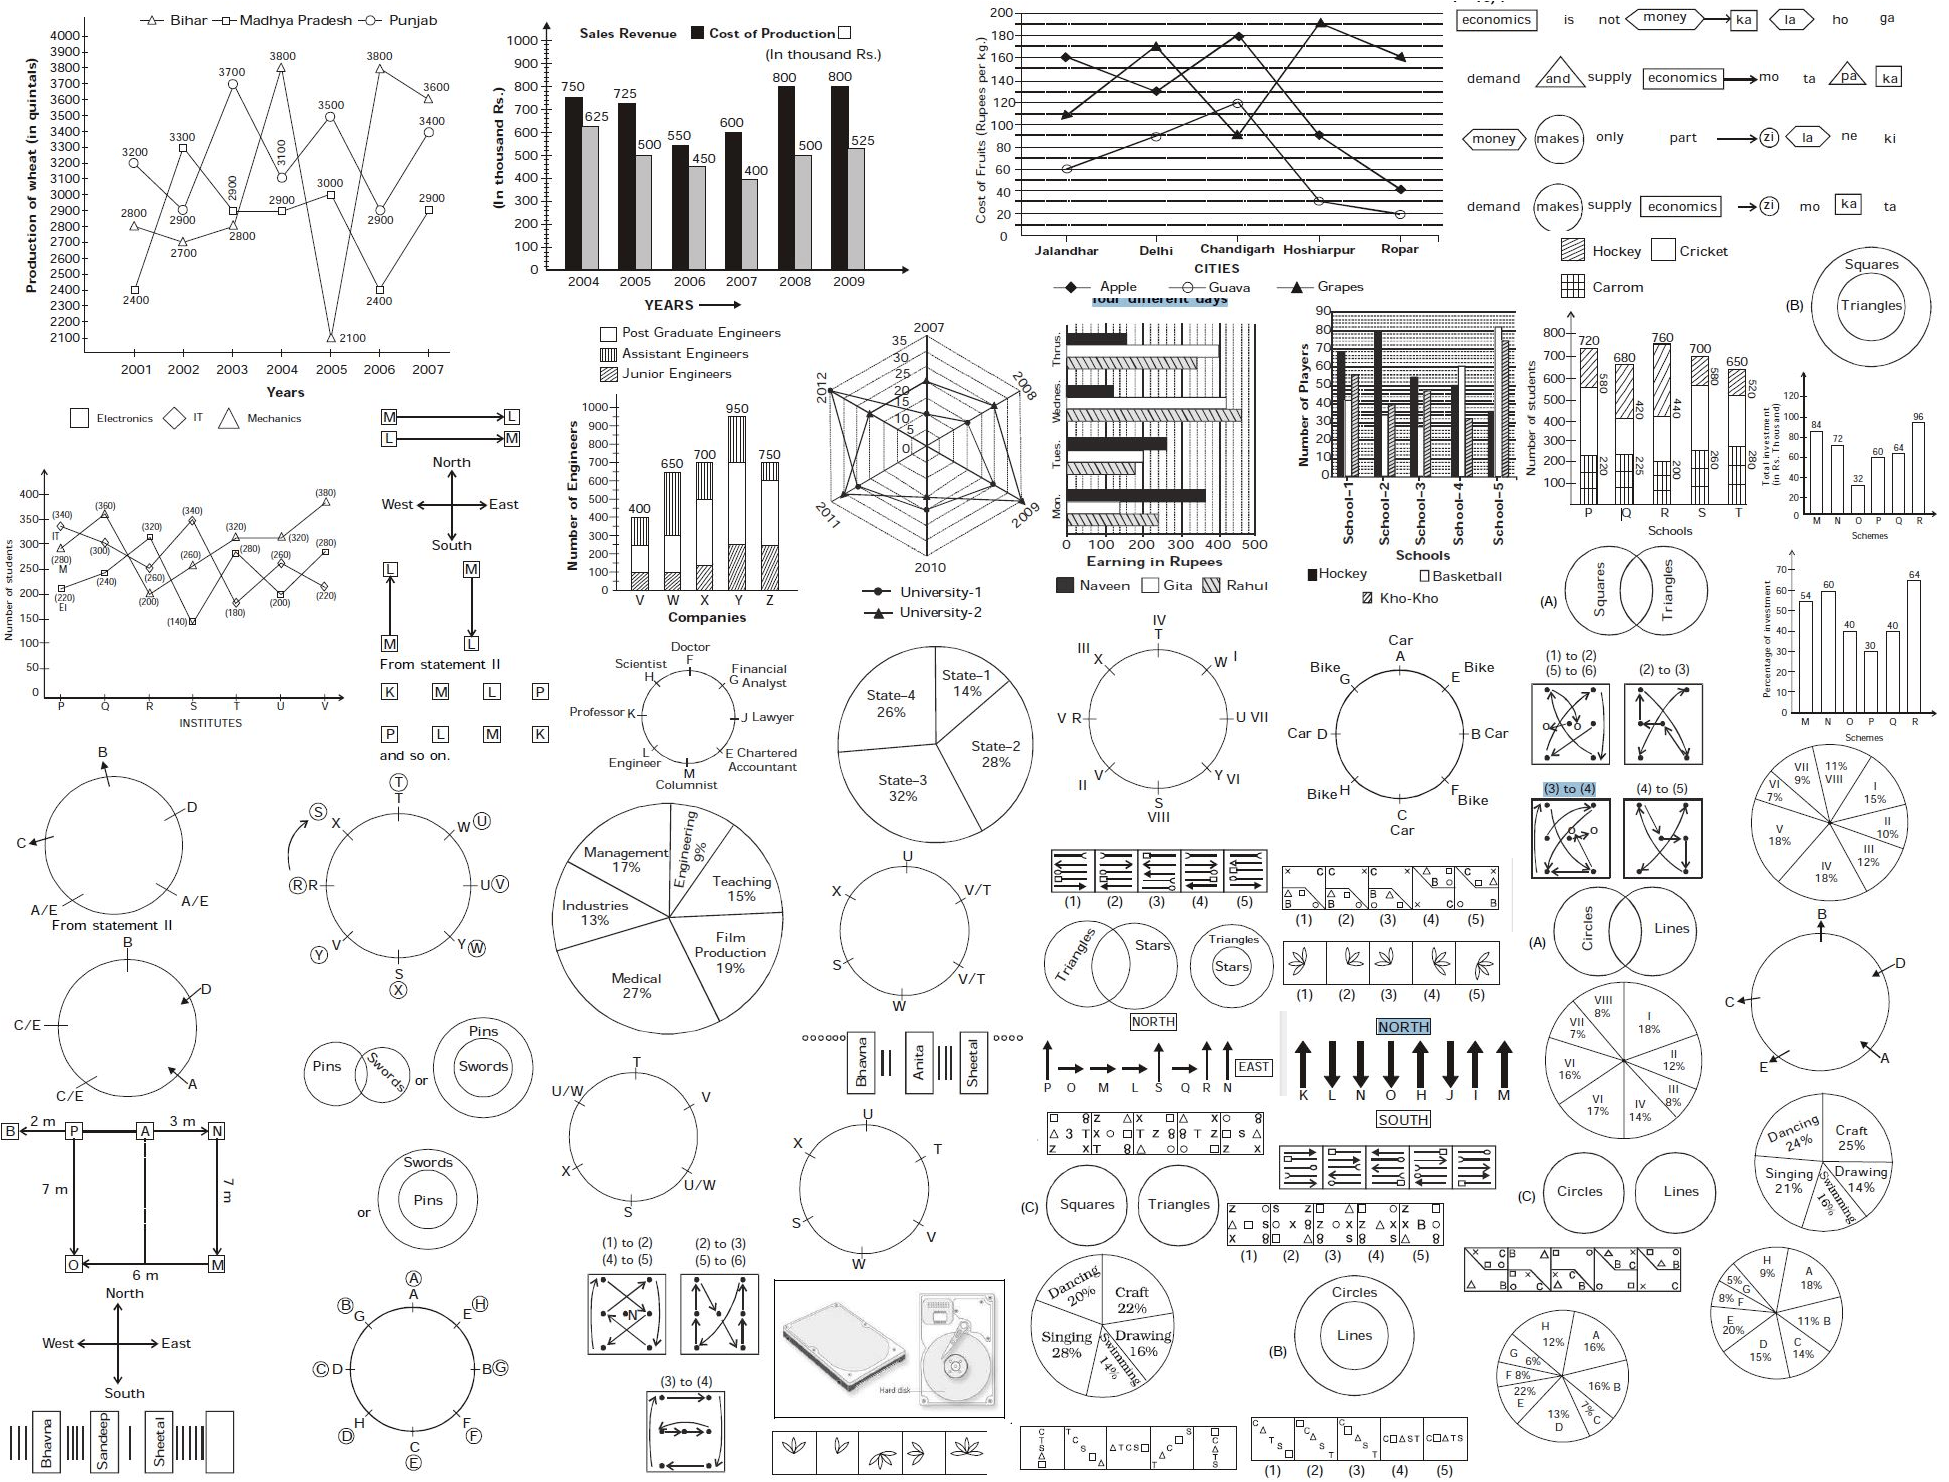 Bihar Madhya Pradesh Punjab
Production of wheat (in quintals)
4000
3900
3800
3700
3600
3500
3400
3300
3200
3100
3000
2900
2800
2700
2600
2500
2400
2300
2200
2100
3200 3300 3700 3800 3500 3800 3600
2800 2900 2900 3100 3000 2900 3400
2400 2700 2800 2900 2100 2400 2900
2001 2002 2003 2004 2005 2006 2007
Years
Sales Revenue Cost of Production
(In thousand Rs.)
(In thousand Rs.)
1000
900
800
700
600
500
400
300
200
100
0
750 625 725 500 550 450 600 400 800 500 800 525
2004 2005 2006 2007 2008 2009
YEARS
Cost of Fruits (Rupees per kg.)
200
180
160
140
120
100
80
60
40
20
0
Jalandhar Delhi Chandigarh Hoshiarpur Ropar
CITIES
Apple Guava Grapes
economics is not money ka la ho ga
demand and supply economics mo ta pa ka
money makes only part zi la ne ki
demand makes supply economics zi mo ka ta
Hockey Cricket
Carrom
Number of students
800
700
600
500
400
300
200
100
720 680 760 700 650
580 420 440 580 520
220 225 200 260 280
P Q R S T
Schools
(B)
Squares
Triangles
Total investment
(in Rs. Thousand)
120
100
80
60
40
20
0
84 72 32 60 64 96
M N O P Q R
Schemes
Post Graduate Engineers
Assistant Engineers
Junior Engineers
Number of Engineers
1000
900
800
700
600
500
400
300
200
100
0
400 650 700 950 750
V W X Y Z
Companies
2007
2008
2009
2010
2011
2012
35
30
25
20
15
10
5
0
University-1
University-2
four different days
Thrus.
Wednes.
Tues.
Mon.
0 100 200 300 400 500
Earning in Rupees
Naveen Gita Rahul
Number of Players
90
80
70
60
50
40
30
20
10
0
School–1 School–2 School–3 School–4 School–5
Schools
Hockey Basketball
Kho-Kho
Electronics IT Mechanics
Number of students
400
350
300
250
200
150
100
50
0
(340) (360) (320) (340) (320) (320) (380)
IT
(280) (300) (260) (260) (280) (260) (280)
M
(220) (240) (200) (140) (180) (200) (220)
EI
P Q R S T U V
INSTITUTES
M L
L M
North
West East
South
L M
M L
From statement II
K M L P
P L M K
and so on.
Doctor
F
Scientist
H
Financial
G Analyst
Professor K
J Lawyer
L
Engineer
E Chartered
Accountant
M
Columnist
State–1
14%
State–2
28%
State–3
32%
State–4
26%
IV
T
III
X
W I
V R
U VII
V
II
Y VI
S
VIII
Car
A
Bike
G
E
Bike
Car D
B Car
Bike H
F
Bike
C
Car
(A)
Squares Triangles
(1) to (2)
(5) to (6)
(2) to (3)
(3) to (4)
(4) to (5)
Percentage of investment
70
60
50
40
30
20
10
0
54 60 40 30 40 64
M N O P Q R
Schemes
B
D
C
A/E
A/E
From statement II
B
D
C/E
C/E
A
T
T
S
X
W U
R R
U V
Y V
Y W
S
X
Engineering
9%
Teaching
15%
Film
Production
19%
Medical
27%
Industries
13%
Management
17%
U
X
V/T
S
V/T
W
(1) (2) (3) (4) (5)
(1) (2) (3) (4) (5)
(1) (2) (3) (4) (5)
Triangles Stars
Triangles
Stars
I
15%
II
10%
III
12%
IV
18%
V
18%
VI
7%
VII
9%
11%
VIII
(A)
Circles Lines
B
D
C
E
A
Pins Swords or
Pins
Swords
T
U/W
V
X
U/W
S
Bhavna Anita Sheetal
NORTH
EAST
P O M L S Q R N
NORTH
K L N O H J I M
SOUTH
VIII
8%
I
18%
II
12%
III
8%
IV
14%
VI
17%
VI
16%
VII
7%
B 2 m P A 3 m N
7 m 7 m
O 6 m M
North
West East
South
or
Swords
Pins
U
X
T
S
V
W
(C)
Squares Triangles
(1) (2) (3) (4) (5)
(C)
Circles Lines
Dancing
24%
Craft
25%
Drawing
14%
Swimming
16%
Singing
21%
A
A
B
G
E H
C D
B G
H
D
F
F
C
E
(1) to (2)
(4) to (5)
(2) to (3)
(5) to (6)
N
(3) to (4)
Hard disk
Dancing
20%
Craft
22%
Drawing
16%
Swimming
14%
Singing
28%
(B)
Circles
Lines
H
9%
A
18%
11% B
C
14%
D
15%
E
20%
8% F
5%
G
H
12%
A
16%
16% B
7% C
13%
D
22%
E
F 8%
G
6%
Bhavna Sandeep Sheetal
(1) (2) (3) (4) (5)